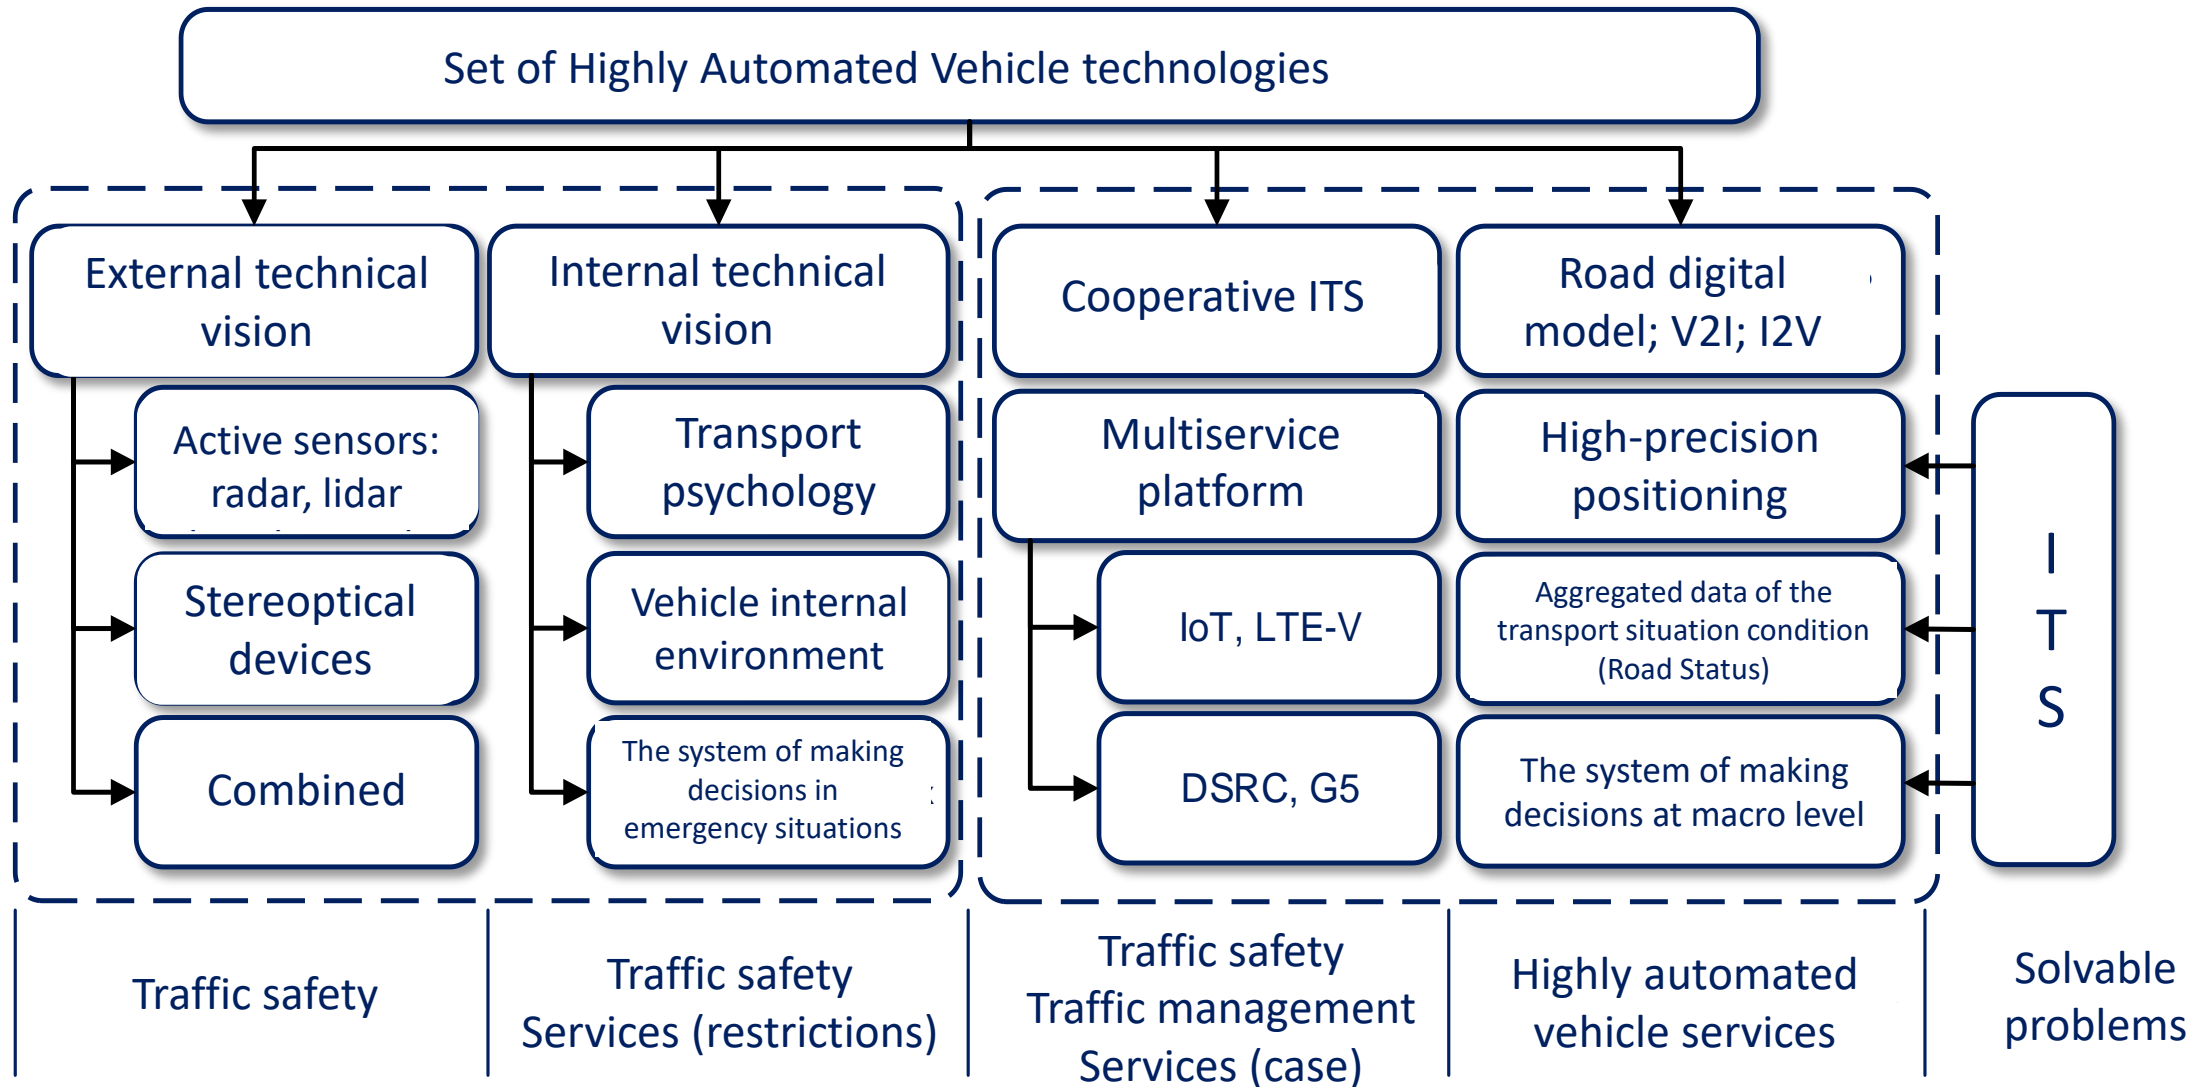 Set of Highly Automated Vehicle technologies
External technical
vision
Internal technical
vision
Cooperative ITS
Road digital
model; V2I; I2V
Active sensors:
radar, lidar
Transport
psychology
Multiservice
platform
High-precision
positioning
Stereoptical
devices
Vehicle internal
environment
IoT, LTE-V
Aggregated data of the
transport situation condition
(Road Status)
Combined
The system of making
decisions in
emergency situations
DSRC, G5
The system of making
decisions at macro level
I
T
S
Traffic safety
Traffic safety
Services (restrictions)
Traffic safety
Traffic management
Services (case)
Highly automated
vehicle services
Solvable
problems